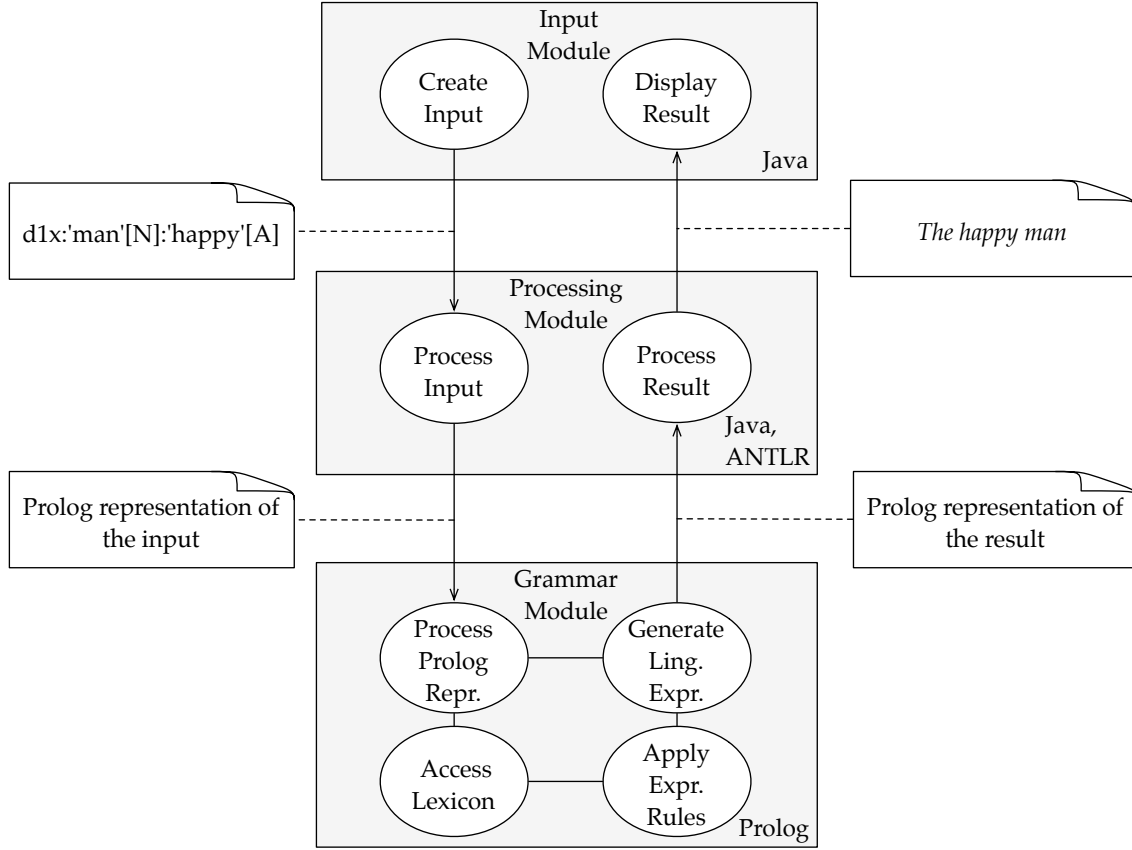 Input
Module
Create
Input
Display
Result
Java
d1x:'man'[N]:'happy'[A]
The happy man
Processing
Module
Process
Input
Process
Result
Java,
ANTLR
Prolog representation of
the input
Prolog representation of
the result
Grammar
Module
Process
Prolog
Repr.
Generate
Ling.
Expr.
Access
Lexicon
Apply
Expr.
Rules
Prolog